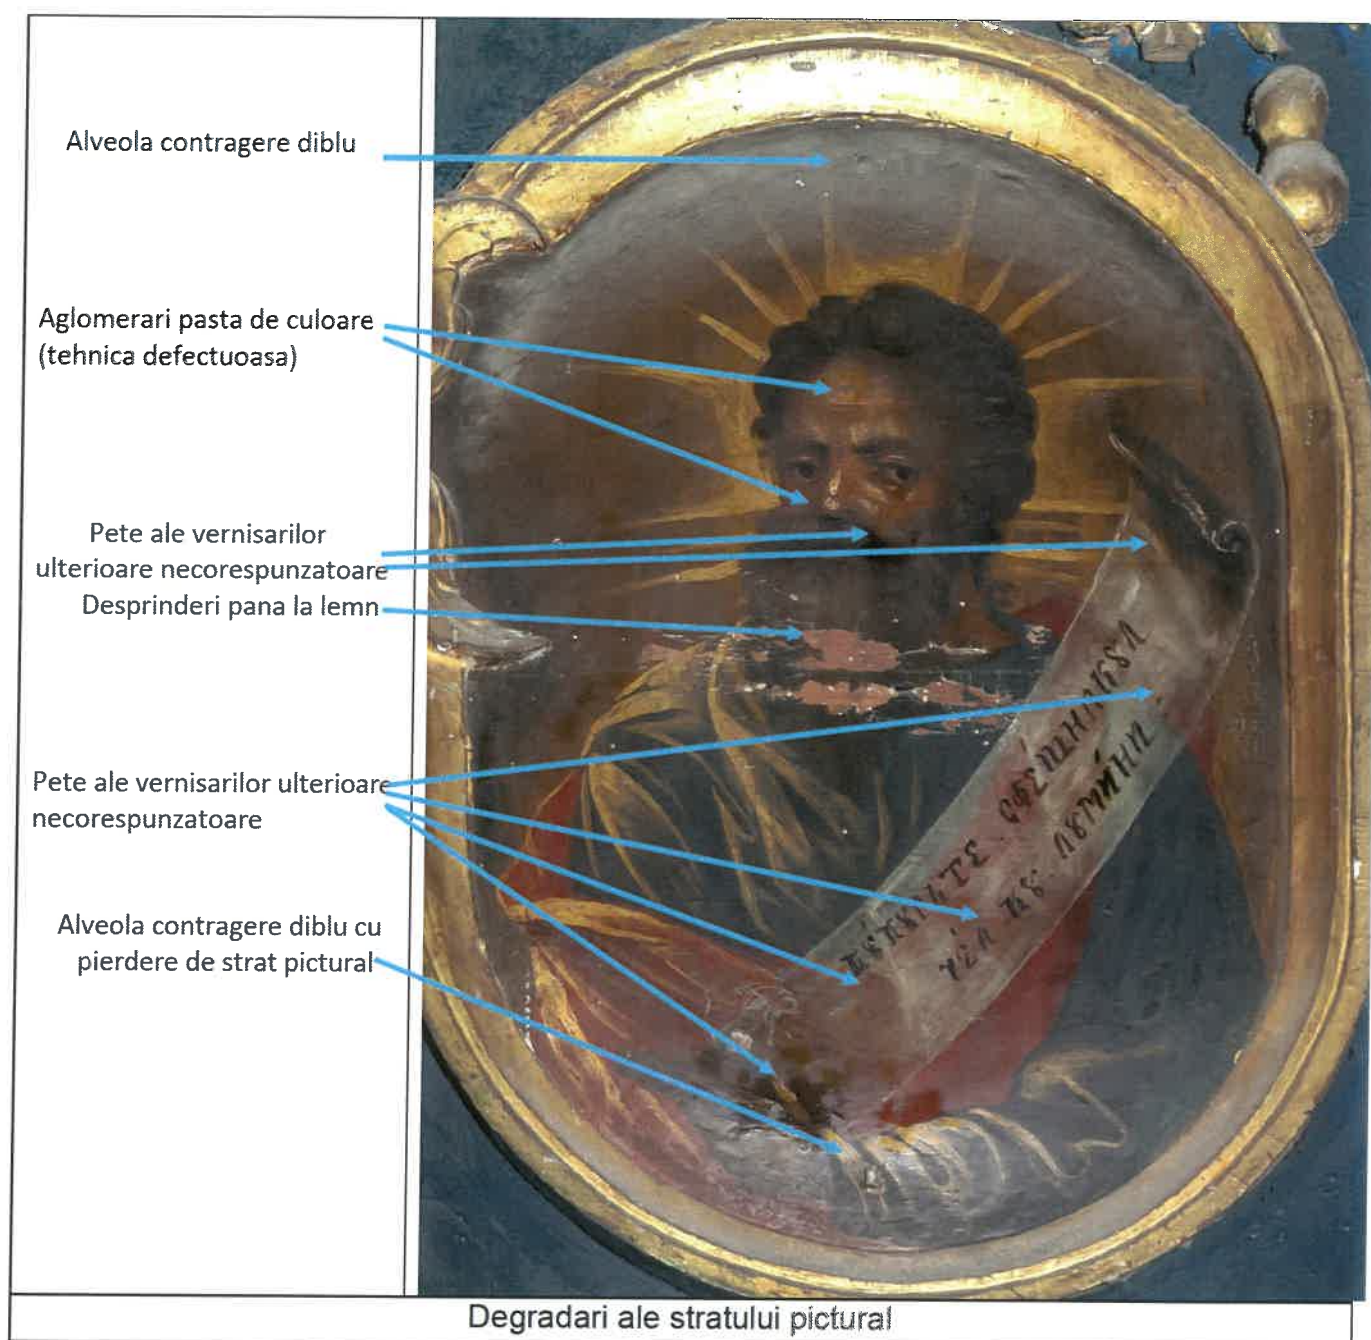 Alveola contragere diblu
Aglomerari pasta de culoare
(tehnica defectuoasa)
Pete ale vernisarilor
ulterioare necorespunzatoare
Desprinderi pana la lemn
Pete ale vernisarilor ulterioare
necorespunzatoare
Alveola contragere diblu cu
pierdere de strat pictural
Degradari ale stratului pictural